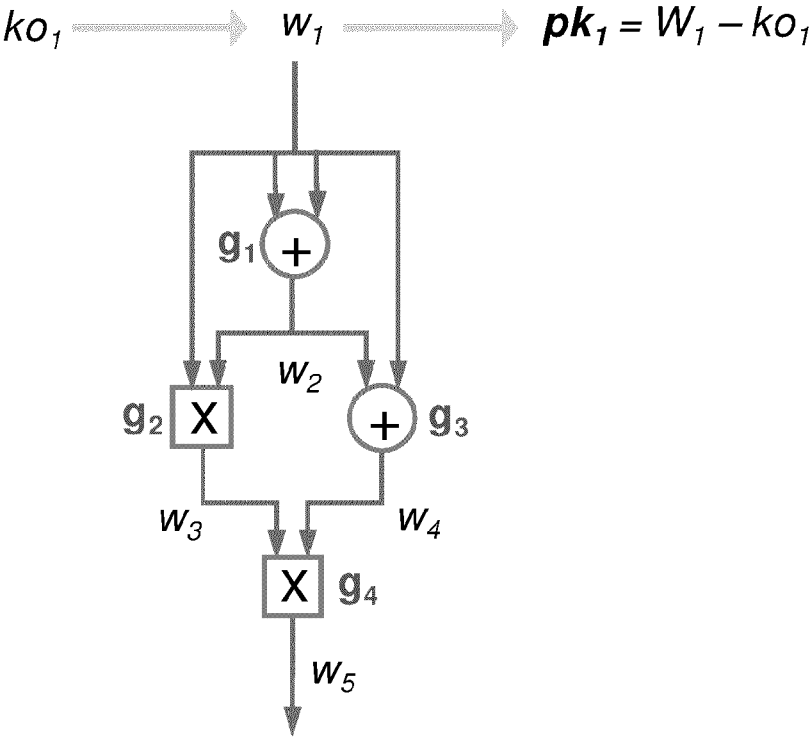 ko₁ w₁ pk₁ = W₁ – ko₁
g₁ +
w₂
g₂ X + g₃
w₃ w₄
X g₄
w₅